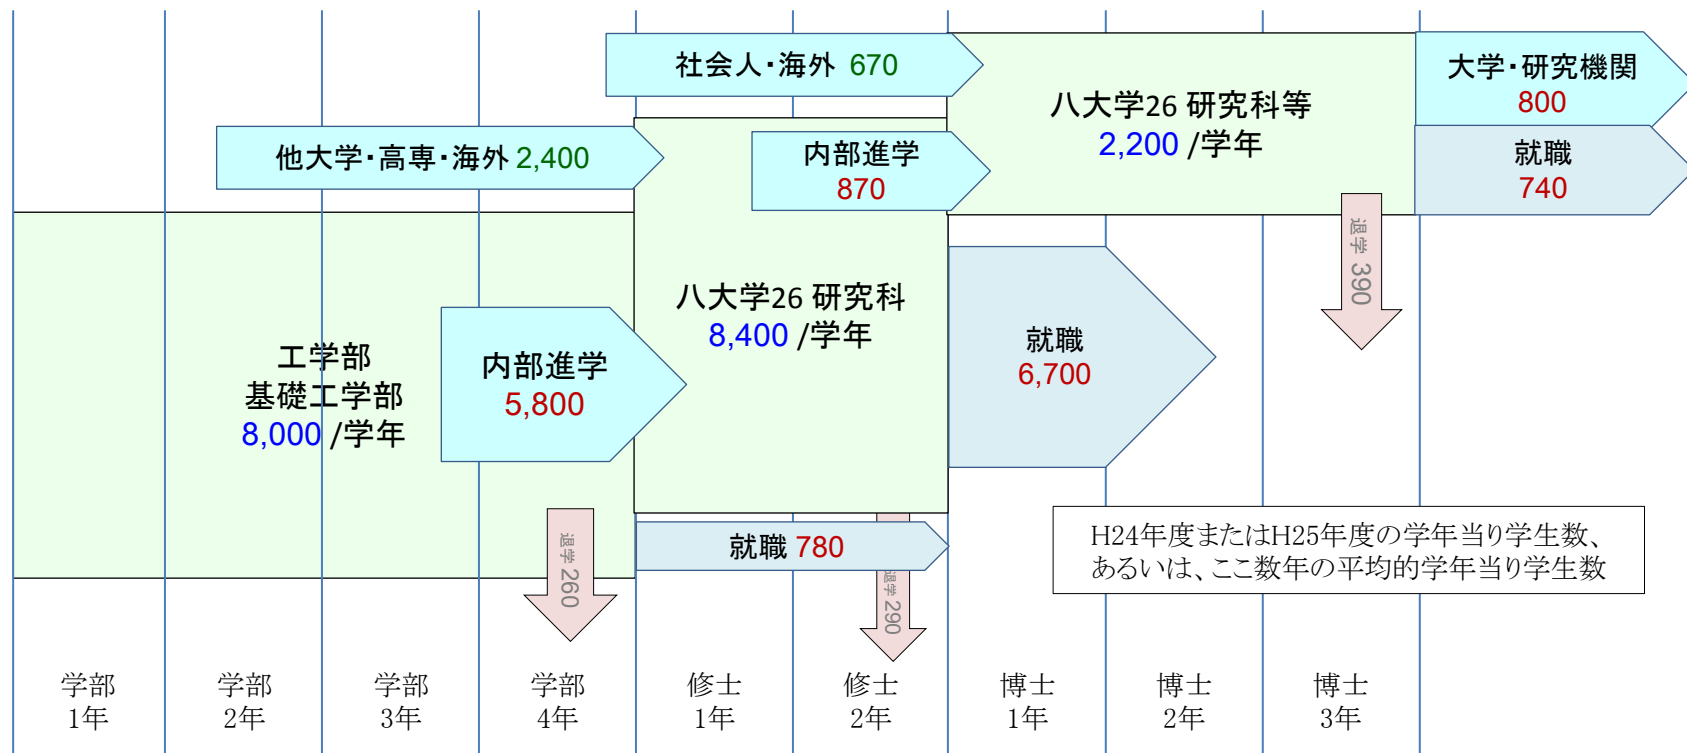 社会人・海外 670
大学・研究機関
800
八大学26 研究科等
2,200 /学年
他大学・高専・海外 2,400
内部進学
870
就職
740
退学 390
八大学26 研究科
8,400 /学年
就職
6,700
工学部
基礎工学部
8,000 /学年
内部進学
5,800
退学 260
就職 780
退学 290
H24年度またはH25年度の学年当り学生数、
あるいは、ここ数年の平均的学年当り学生数
学部
1年
学部
2年
学部
3年
学部
4年
修士
1年
修士
2年
博士
1年
博士
2年
博士
3年